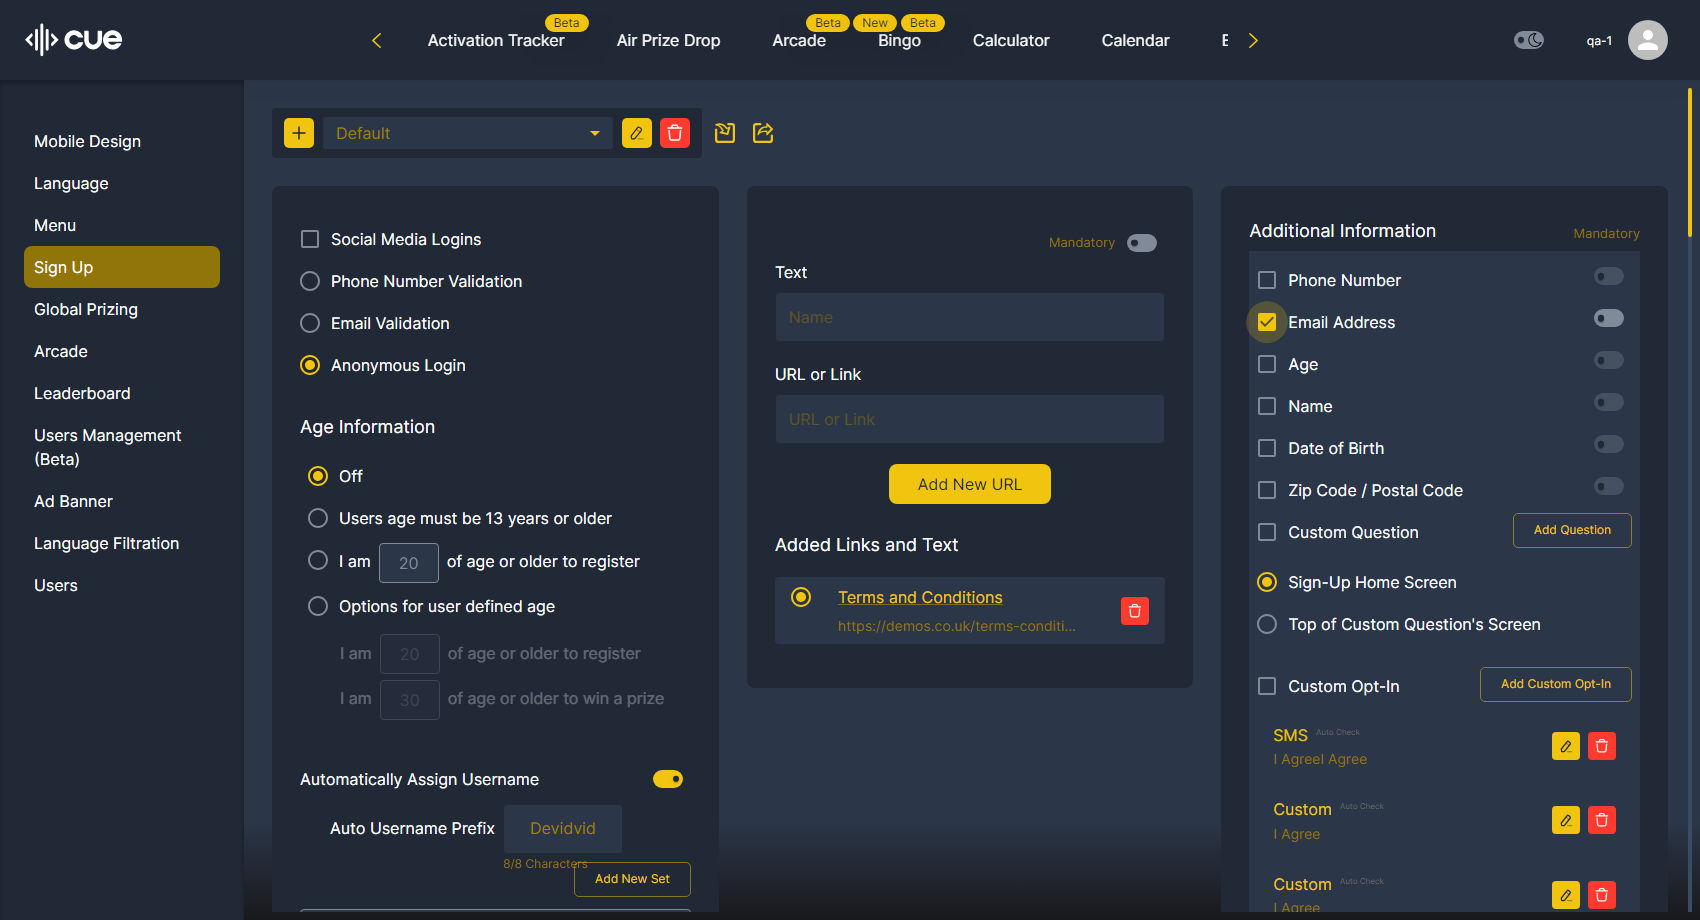 cue
Beta
Beta
New
Beta
Activation Tracker
Air Prize Drop
Arcade
Bingo
Calculator
Calendar
qa-1
Mobile Design
Language
Menu
Sign Up
Global Prizing
Arcade
Leaderboard
Users Management
(Beta)
Ad Banner
Language Filtration
Users
Default
Social Media Logins
Phone Number Validation
Email Validation
Anonymous Login
Age Information
Off
Users age must be 13 years or older
I am 20 of age or older to register
Options for user defined age
I am 20 of age or older to register
I am 30 of age or older to win a prize
Automatically Assign Username
Auto Username Prefix Devidvid
8/8 Characters
Add New Set
Mandatory
Text
Name
URL or Link
URL or Link
Add New URL
Added Links and Text
Terms and Conditions
https://demos.co.uk/terms-conditi...
Additional Information
Mandatory
Phone Number
Email Address
Age
Name
Date of Birth
Zip Code / Postal Code
Custom Question
Add Question
Sign-Up Home Screen
Top of Custom Question's Screen
Custom Opt-In
Add Custom Opt-In
SMS Auto Check
I AgreeI Agree
Custom Auto Check
I Agree
Custom Auto Check
I Agree